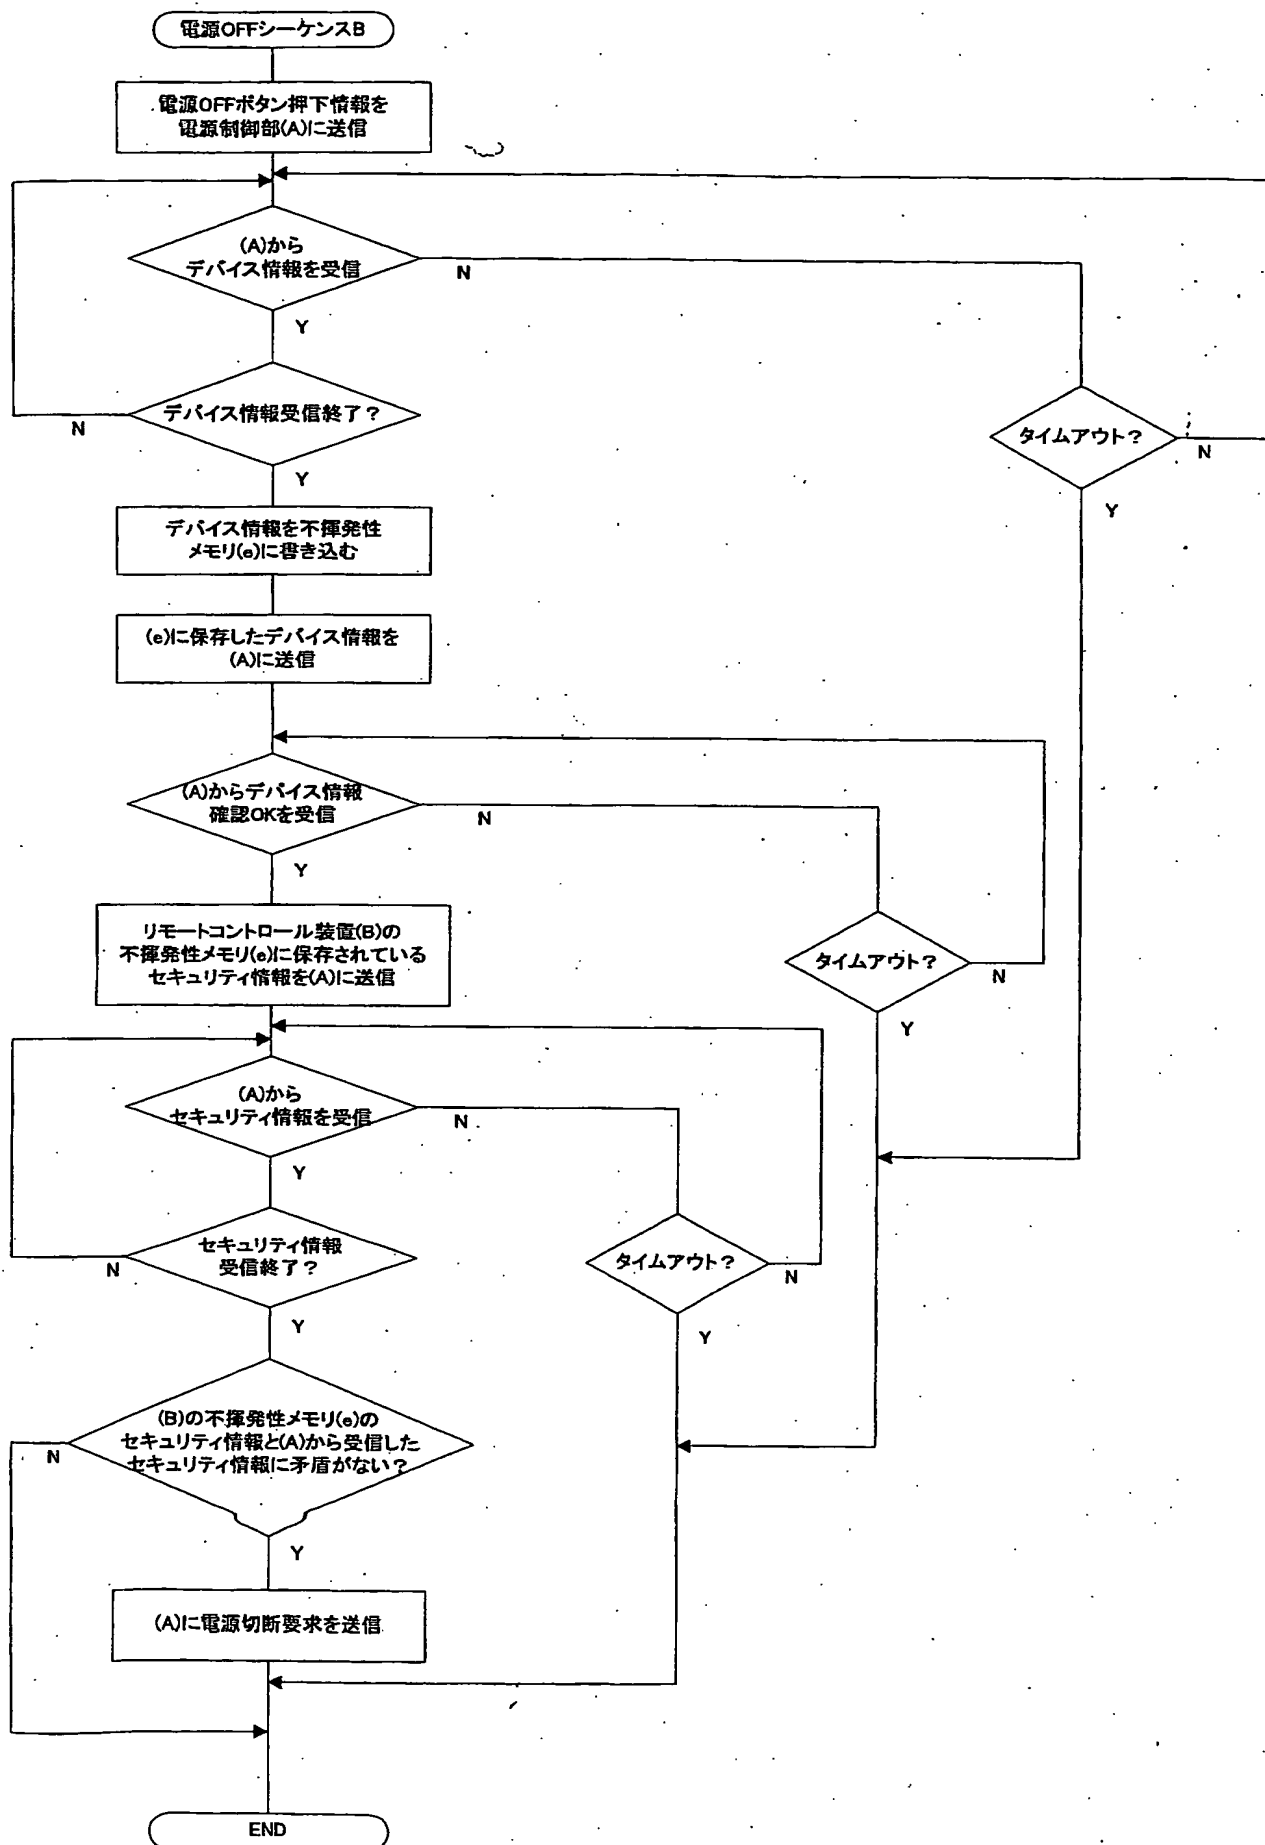 電源OFFシーケンスB
電源OFFボタン押下情報を
電源制御部(A)に送信
(A)から
デバイス情報を受信
N
Y
デバイス情報受信終了?
N
Y
タイムアウト?
N
Y
デバイス情報を不揮発性
メモリ(e)に書き込む
(e)に保存したデバイス情報を
(A)に送信
(A)からデバイス情報
確認OKを受信
N
Y
リモートコントロール装置(B)の
不揮発性メモリ(e)に保存されている
セキュリティ情報を(A)に送信
タイムアウト?
N
Y
(A)から
セキュリティ情報を受信
N
Y
セキュリティ情報
受信終了?
N
Y
タイムアウト?
N
Y
(B)の不揮発性メモリ(e)の
セキュリティ情報と(A)から受信した
セキュリティ情報に矛盾がない?
N
Y
(A)に電源切断要求を送信
END